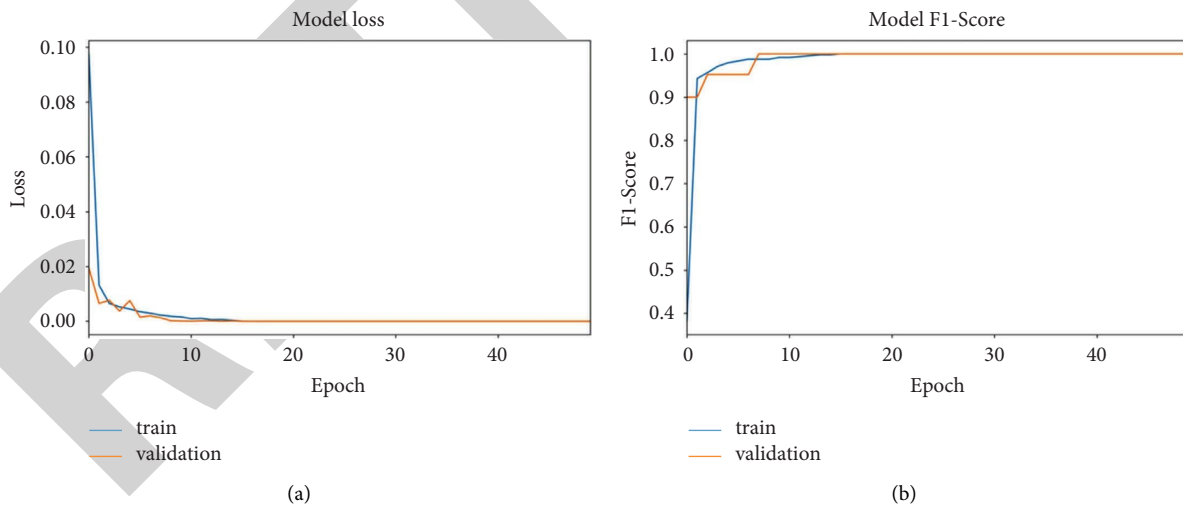 Model loss
0.10
0.08
0.06
0.04
0.02
0.00
Loss
0 10 20 30 40
Epoch
train
validation
(a)
Model F1-Score
1.0
0.9
0.8
0.7
0.6
0.5
0.4
F1-Score
0 10 20 30 40
Epoch
train
validation
(b)